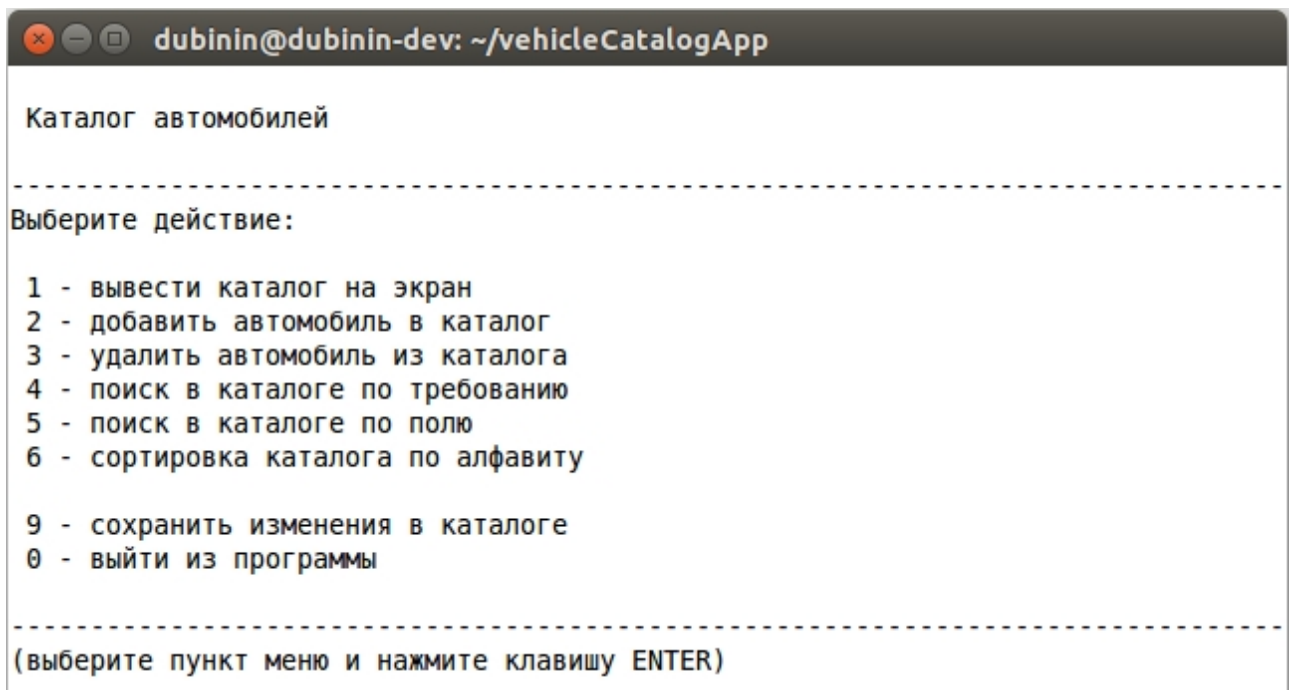 dubinin@dubinin-dev: ~/vehicleCatalogApp
Каталог автомобилей
--------------------------------------------------------------------------------
Выберите действие:
1 - вывести каталог на экран
2 - добавить автомобиль в каталог
3 - удалить автомобиль из каталога
4 - поиск в каталоге по требованию
5 - поиск в каталоге по полю
6 - сортировка каталога по алфавиту
9 - сохранить изменения в каталоге
0 - выйти из программы
--------------------------------------------------------------------------------
(выберите пункт меню и нажмите клавишу ENTER)